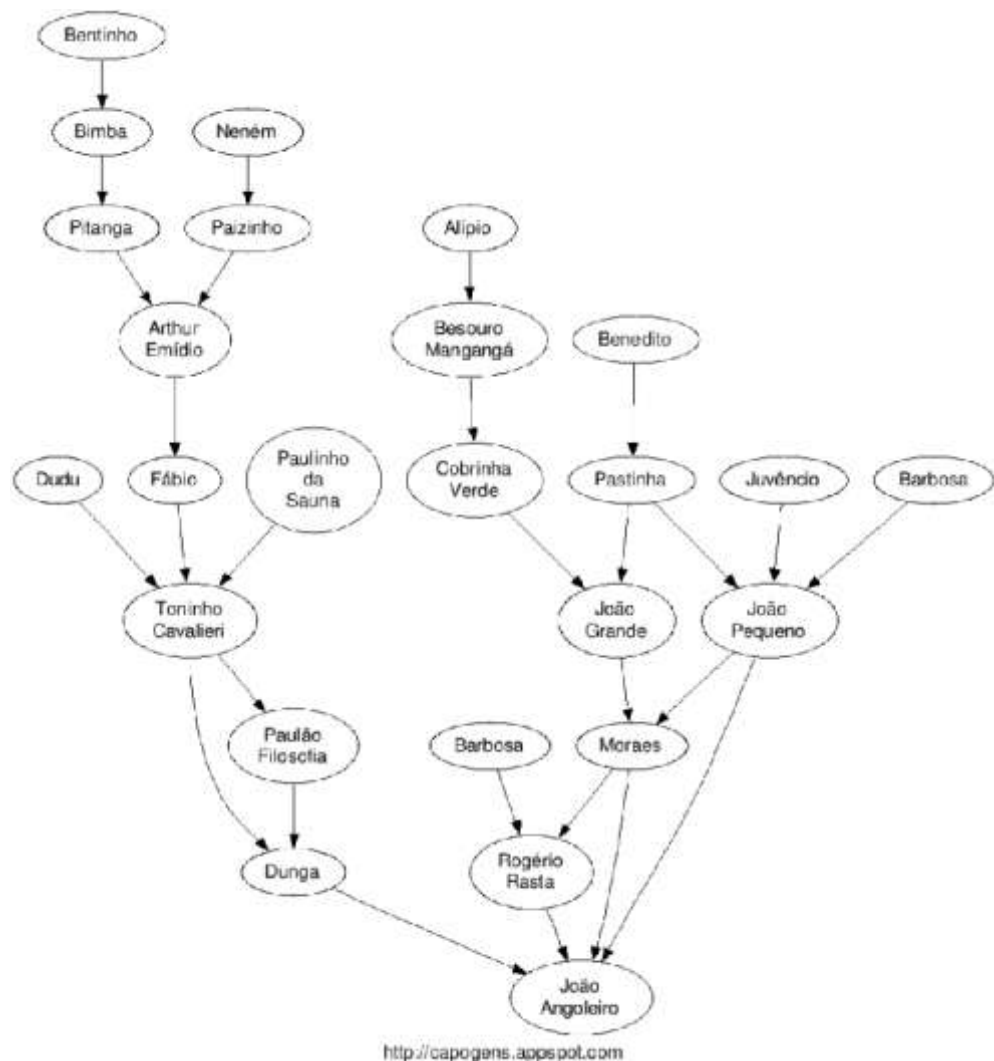 Bentinho
Bimba
Neném
Pitanga
Paizinho
Alípio
Arthur
Emídio
Besouro
Mangangá
Benedito
Dudu
Fábio
Paulinho
da
Sauna
Cobrinha
Verde
Pastinha
Juvêncio
Barbosa
Toninho
Cavalieri
João
Grande
João
Pequeno
Paulão
Filosofia
Barbosa
Moraes
Dunga
Rogério
Rasta
João
Angoleiro
http://capogens.appspot.com